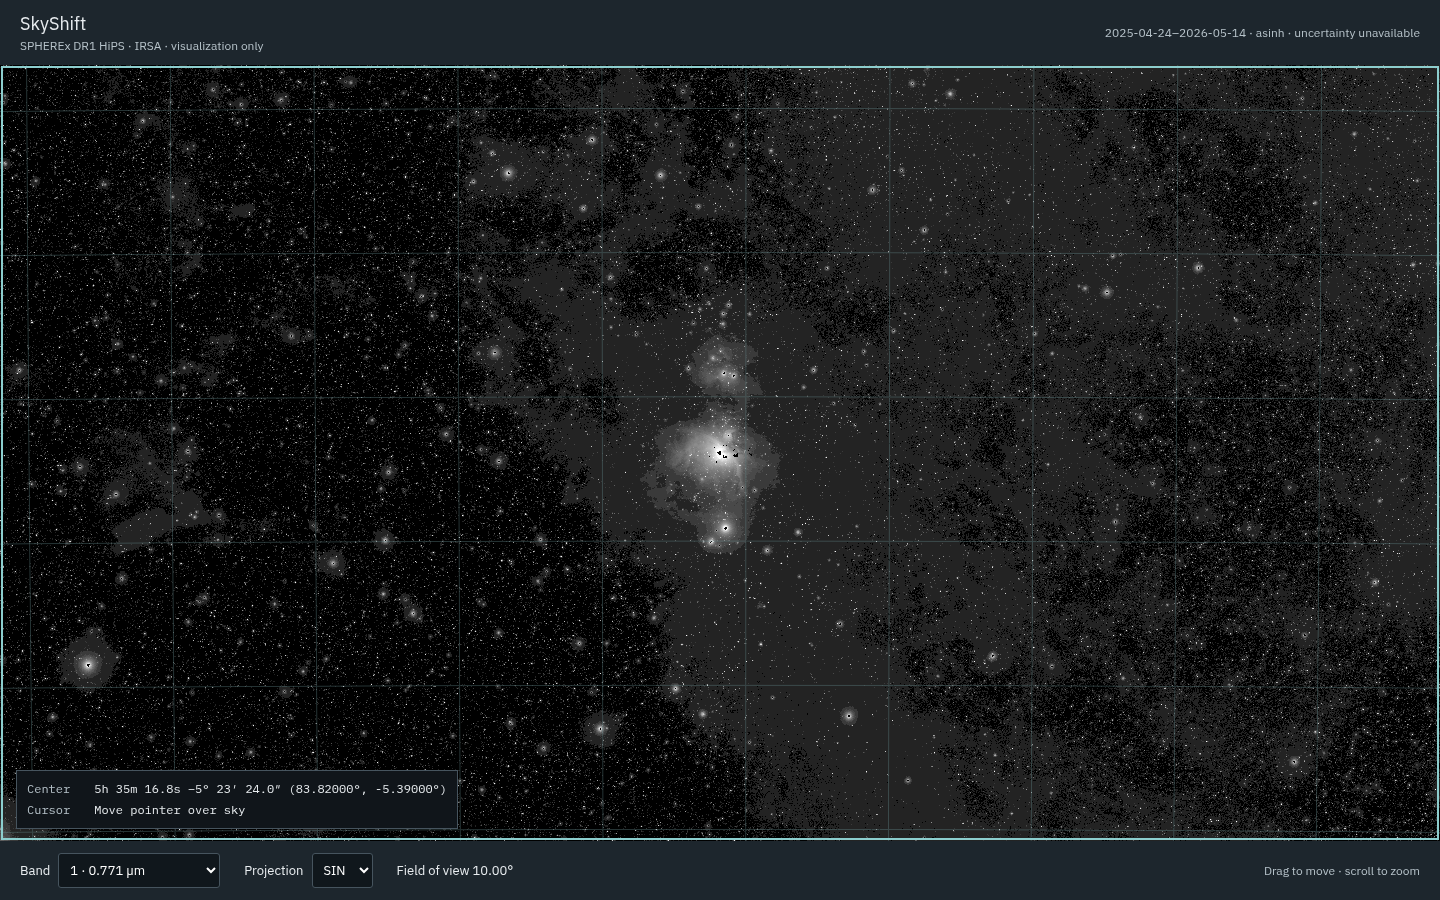 SkyShift
SPHEREx DR1 HiPS · IRSA · visualization only
2025-04-24–2026-05-14 · asinh · uncertainty unavailable
Center 5h 35m 16.8s −5° 23′ 24.0″ (83.82000°, -5.39000°)
Cursor Move pointer over sky
Band 1 · 0.771 µm Projection SIN Field of view 10.00° Drag to move · scroll to zoom